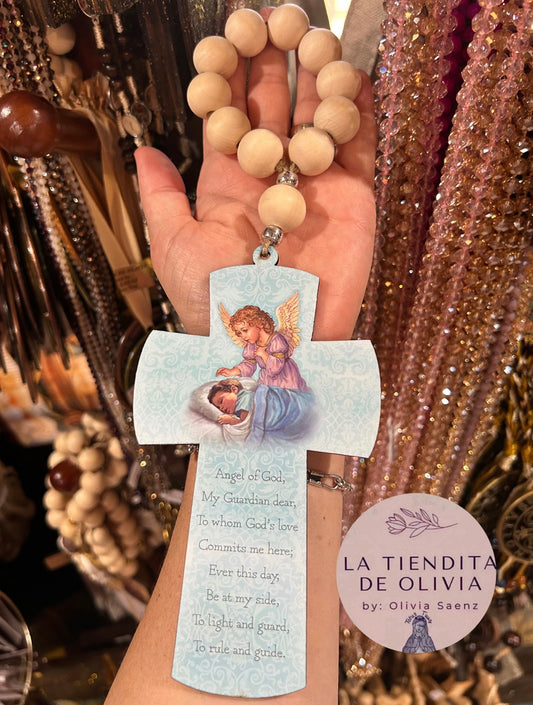 Angel of God,
My Guardian dear,
To whom God's love
Commits me here;
Ever this day,
Be at my side,
To light and guard,
To rule and guide.
LA TIENDITA
DE OLIVIA
by: Olivia Saenz